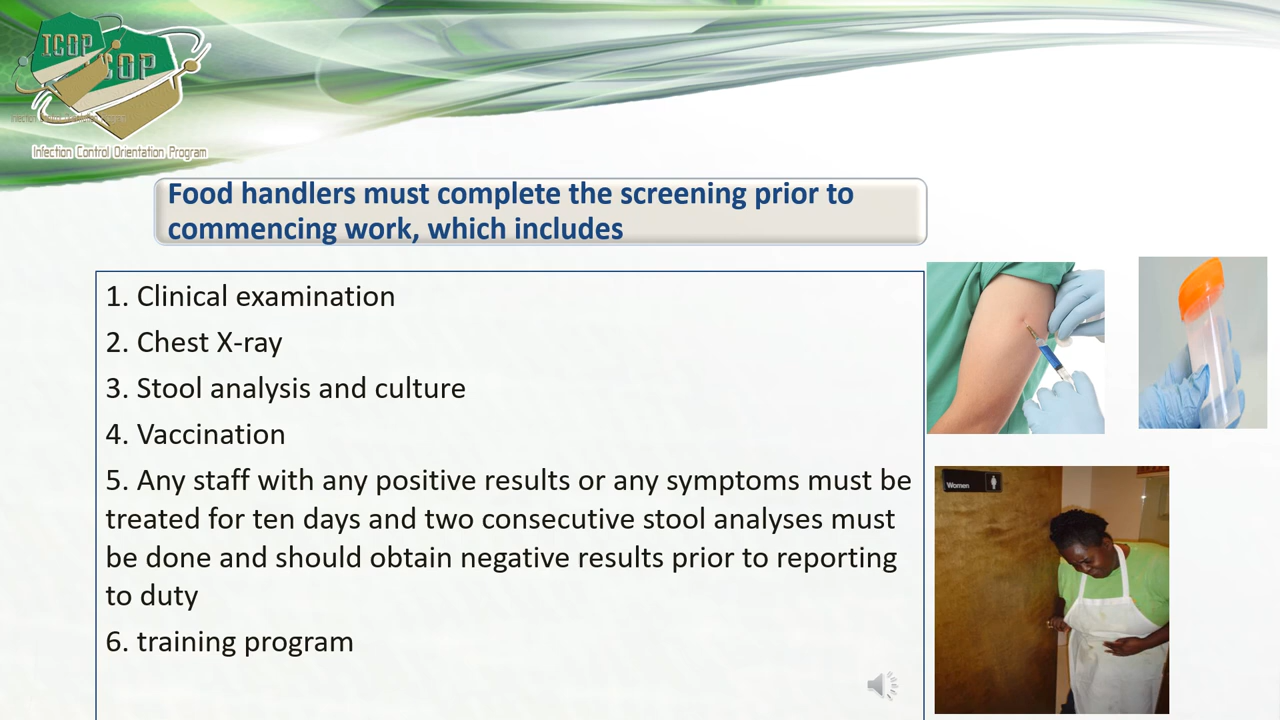 ICOP
COP
Infection Control Orientation Program
Food handlers must complete the screening prior to
commencing work, which includes
1. Clinical examination
2. Chest X-ray
3. Stool analysis and culture
4. Vaccination
5. Any staff with any positive results or any symptoms must be
treated for ten days and two consecutive stool analyses must
be done and should obtain negative results prior to reporting
to duty
6. training program
Women